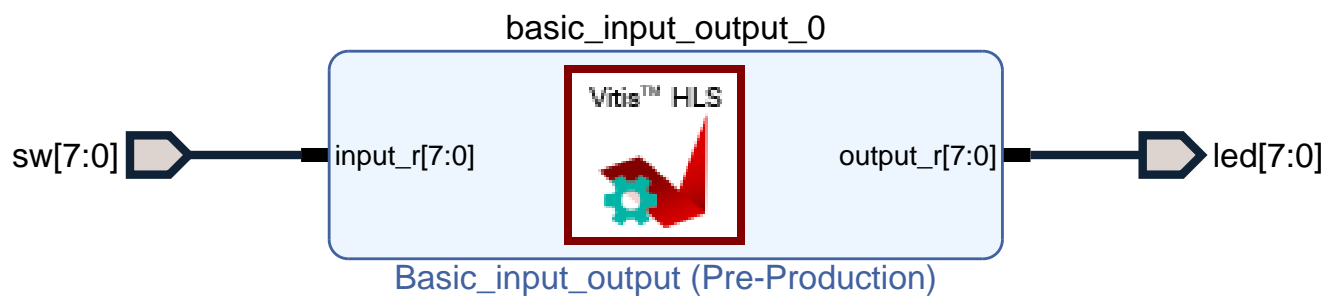 basic_input_output_0
Vitis™ HLS
sw[7:0]
input_r[7:0]
output_r[7:0]
led[7:0]
Basic_input_output (Pre-Production)